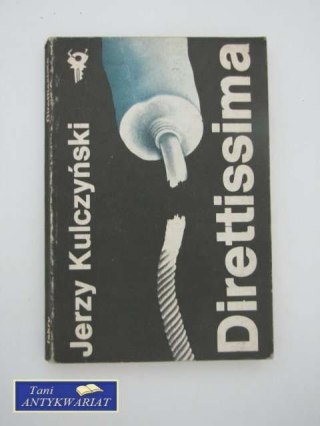 Jerzy Kulczyński
Direttissima
Tani
ANTYKWARIAT